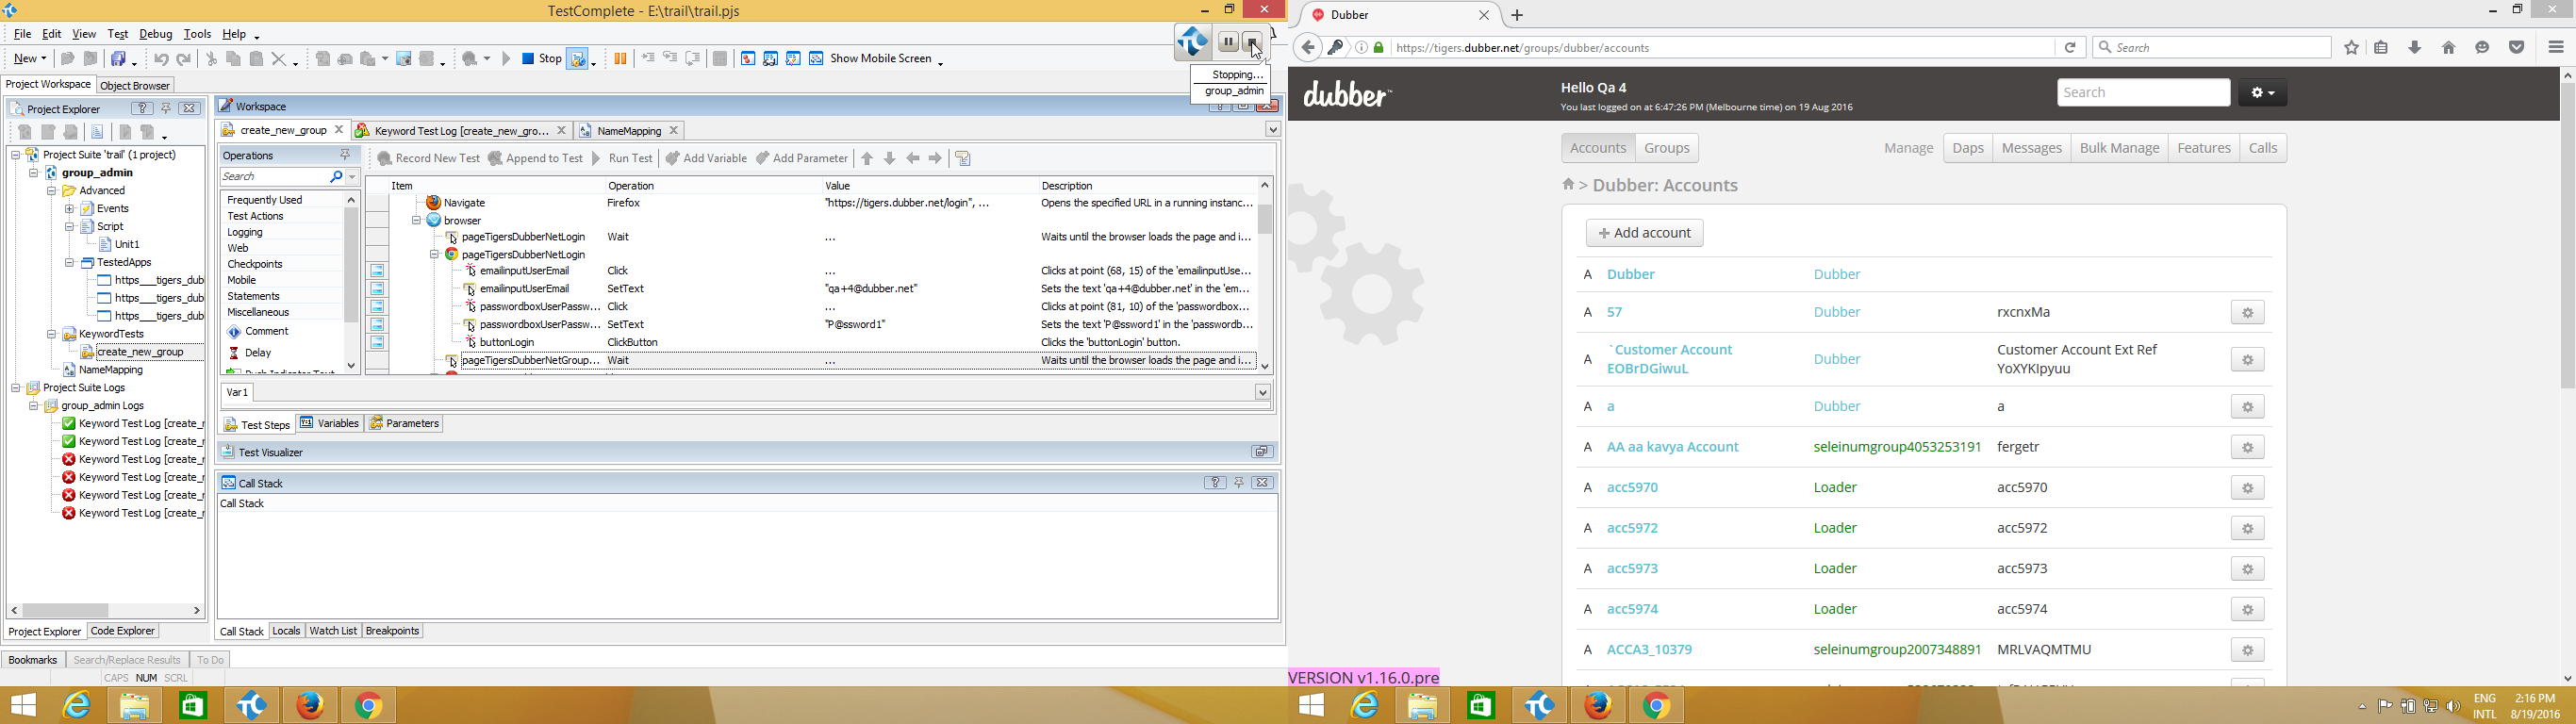 TestComplete - E:\trail\trail.pjs
File Edit View Test Debug Tools Help
New Stop Show Mobile Screen
Stopping...
group_admin
Project Workspace Object Browser
Project Explorer
Project Suite 'trail' (1 project)
group_admin
Advanced
Events
Script
Unit1
TestedApps
https___tigers_dub
https___tigers_dub
https___tigers_dub
KeywordTests
create_new_group
NameMapping
Project Suite Logs
group_admin Logs
Keyword Test Log [create_r
Keyword Test Log [create_r
Keyword Test Log [create_r
Keyword Test Log [create_r
Keyword Test Log [create_r
Keyword Test Log [create_r
Project Explorer Code Explorer
Workspace
create_new_group Keyword Test Log [create_new_gro... NameMapping
Operations
Search
Frequently Used
Test Actions
Logging
Web
Checkpoints
Mobile
Statements
Miscellaneous
Comment
Delay
Record New Test Append to Test Run Test Add Variable Add Parameter
Item Operation Value Description
Navigate Firefox "https://tigers.dubber.net/login", ... Opens the specified URL in a running instanc...
browser
pageTigersDubberNetLogin Wait ... Waits until the browser loads the page and i...
pageTigersDubberNetLogin
emailinputUserEmail Click ... Clicks at point (68, 15) of the 'emailinputUse...
emailinputUserEmail SetText "qa+4@dubber.net" Sets the text 'qa+4@dubber.net' in the 'em...
passwordboxUserPassw... Click ... Clicks at point (81, 10) of the 'passwordbox...
passwordboxUserPassw... SetText "P@ssword1" Sets the text 'P@ssword1' in the 'passwordb...
buttonLogin ClickButton Clicks the 'buttonLogin' button.
pageTigersDubberNetGroup... Wait ... Waits until the browser loads the page and i...
Var1
Test Steps Variables Parameters
Test Visualizer
Call Stack
Call Stack
Call Stack Locals Watch List Breakpoints
Bookmarks Search/Replace Results To Do
CAPS NUM SCRL
Dubber
https://tigers.dubber.net/groups/dubber/accounts
Search
dubber™
Hello Qa 4
You last logged on at 6:47:26 PM (Melbourne time) on 19 Aug 2016
Search
Accounts Groups Manage Daps Messages Bulk Manage Features Calls
> Dubber: Accounts
+ Add account
A Dubber Dubber
A 57 Dubber rxcnxMa
A `Customer Account EOBrDGiwuL Dubber Customer Account Ext Ref YoXYKIpyuu
A a Dubber a
A AA aa kavya Account seleinumgroup4053253191 fergetr
A acc5970 Loader acc5970
A acc5972 Loader acc5972
A acc5973 Loader acc5973
A acc5974 Loader acc5974
A ACCA3_10379 seleinumgroup2007348891 MRLVAQMTMU
VERSION v1.16.0.pre
ENG
INTL
2:16 PM
8/19/2016